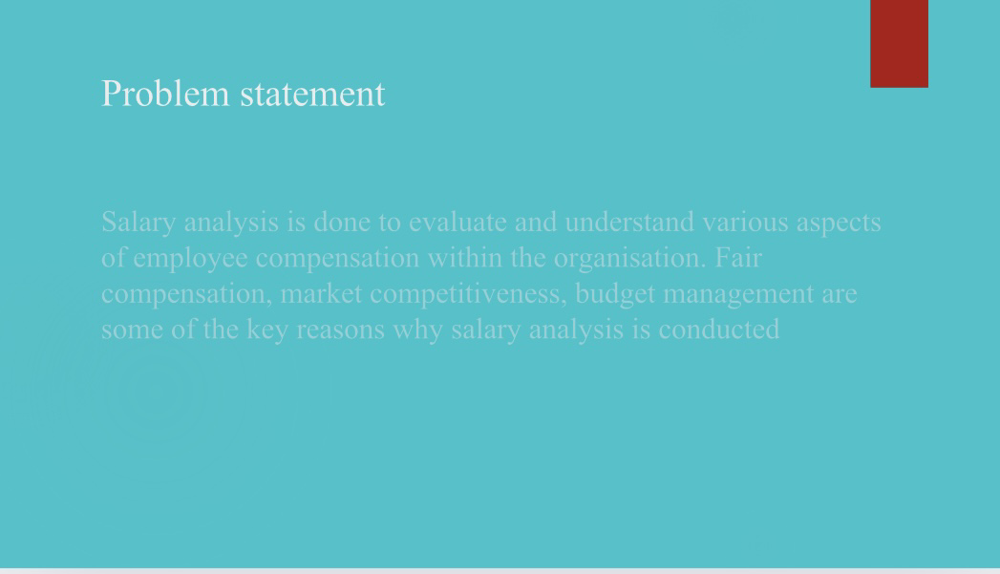 Problem statement
Salary analysis is done to evaluate and understand various aspects
of employee compensation within the organisation. Fair
compensation, market competitiveness, budget management are
some of the key reasons why salary analysis is conducted